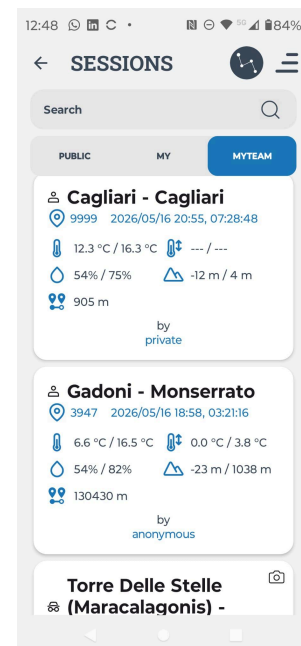 12:48 5G 84%
SESSIONS
Search
PUBLIC MY MYTEAM
Cagliari - Cagliari
9999 2026/05/16 20:55, 07:28:48
12.3 °C / 16.3 °C --- / ---
54% / 75% -12 m / 4 m
905 m
by
private
Gadoni - Monserrato
3947 2026/05/16 18:58, 03:21:16
6.6 °C / 16.5 °C 0.0 °C / 3.8 °C
54% / 82% -23 m / 1038 m
130430 m
by
anonymous
Torre Delle Stelle
(Maracalagonis) -